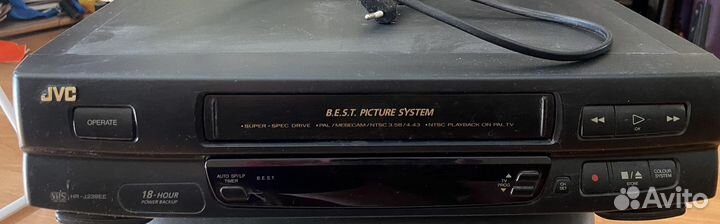 JVC
B.E.S.T. PICTURE SYSTEM
OPERATE
• SUPER-SPEC DRIVE • PAL/MESECAM/NTSC 3.58/4.43 • NTSC PLAYBACK ON PAL TV
OK
AUTO SP/LP
TIMER
B.E.S.T.
TV
PROG
CH
SET
STORE
COLOUR
SYSTEM
VHS
HR-J239EE
18-HOUR
POWER BACKUP
Avito